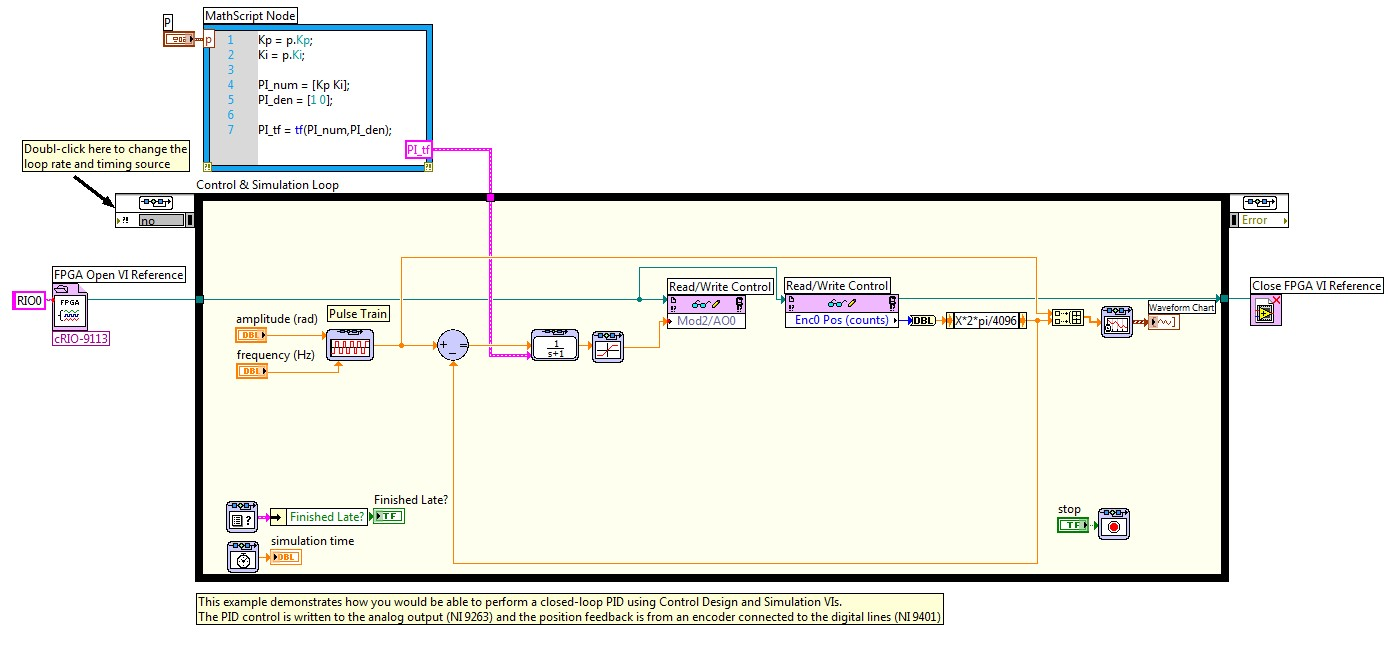 MathScript Node
P
p
1 Kp = p.Kp;
2 Ki = p.Ki;
3
4 PI_num = [Kp Ki];
5 PI_den = [1 0];
6
7 PI_tf = tf(PI_num,PI_den);
PI_tf
Doubl-click here to change the
loop rate and timing source
Control & Simulation Loop
no
Error
FPGA Open VI Reference
RIO0
FPGA
cRIO-9113
amplitude (rad)
DBL
Pulse Train
frequency (Hz)
DBL
1
s+1
Read/Write Control
Mod2/AO0
Read/Write Control
Enc0 Pos (counts)
DBL
X*2*pi/4096
Waveform Chart
Close FPGA VI Reference
Finished Late?
Finished Late?
TF
simulation time
DBL
stop
TF
This example demonstrates how you would be able to perform a closed-loop PID using Control Design and Simulation VIs.
The PID control is written to the analog output (NI 9263) and the position feedback is from an encoder connected to the digital lines (NI 9401)